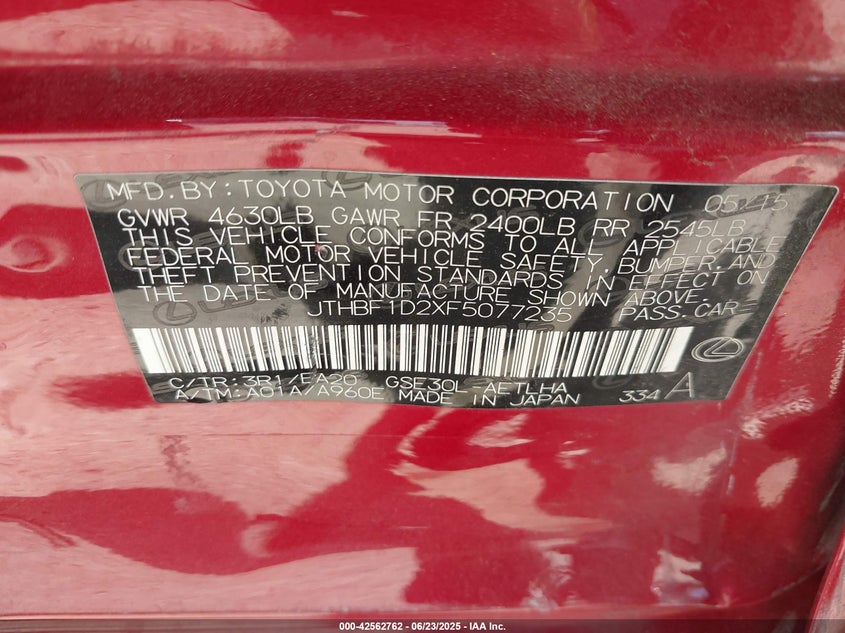 MFD. BY: TOYOTA MOTOR CORPORATION 05/15
GVWR 4630LB GAWR FR 2400LB RR 2545LB
THIS VEHICLE CONFORMS TO ALL APPLICABLE
FEDERAL MOTOR VEHICLE SAFETY, BUMPER, AND
THEFT PREVENTION STANDARDS IN EFFECT ON
THE DATE OF MANUFACTURE SHOWN ABOVE.
JTHBF1D2XF5077235 PASS. CAR
C/TR: 3R1/EA20 GSE30L-AETLHA
A/TM: A01A/A960E MADE IN JAPAN 334 A
000-42562762 - 06/23/2025 - IAA Inc.